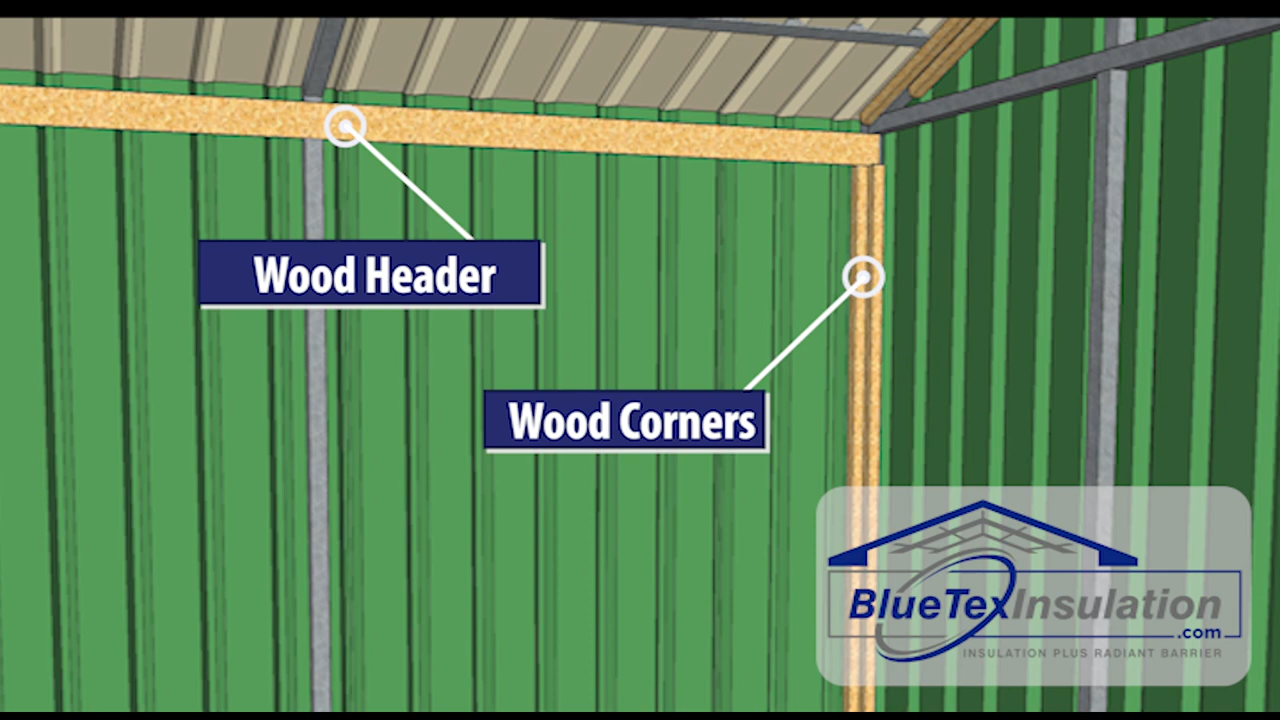 Wood Header
Wood Corners
BlueTexInsulation
.com
INSULATION PLUS RADIANT BARRIER